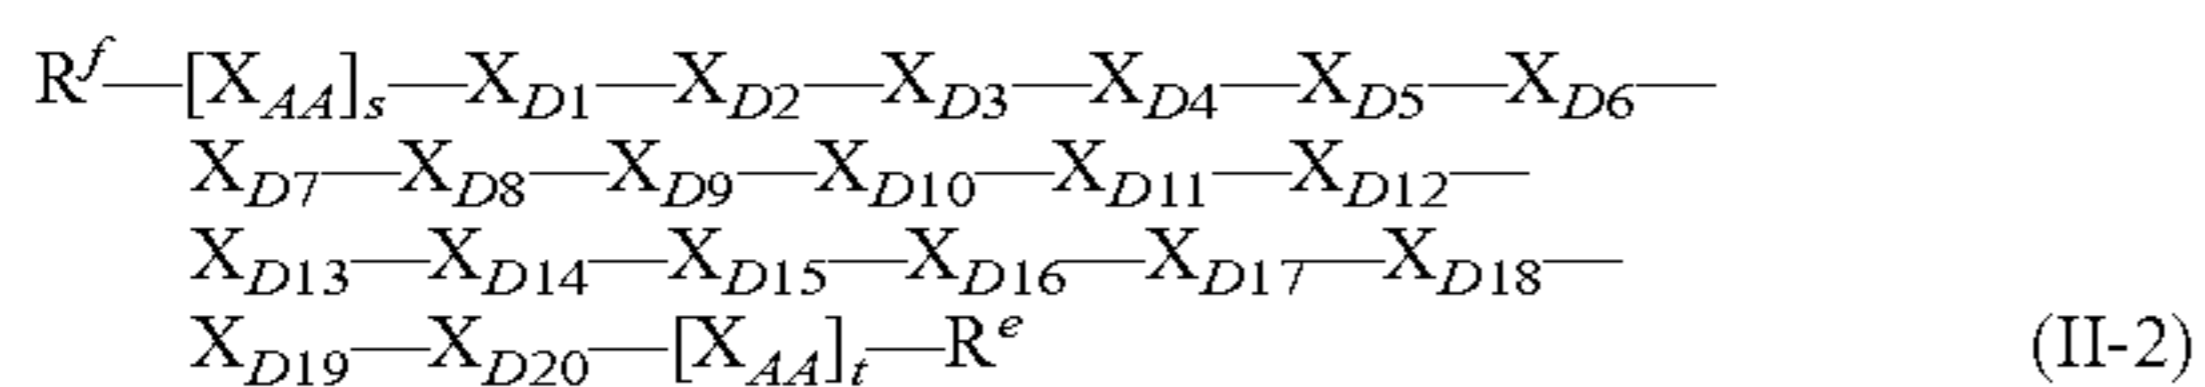 R^f—[X_AA]_s—X_D1—X_D2—X_D3—X_D4—X_D5—X_D6—
X_D7—X_D8—X_D9—X_D10—X_D11—X_D12—
X_D13—X_D14—X_D15—X_D16—X_D17—X_D18—
X_D19—X_D20—[X_AA]_t—R^e (II-2)